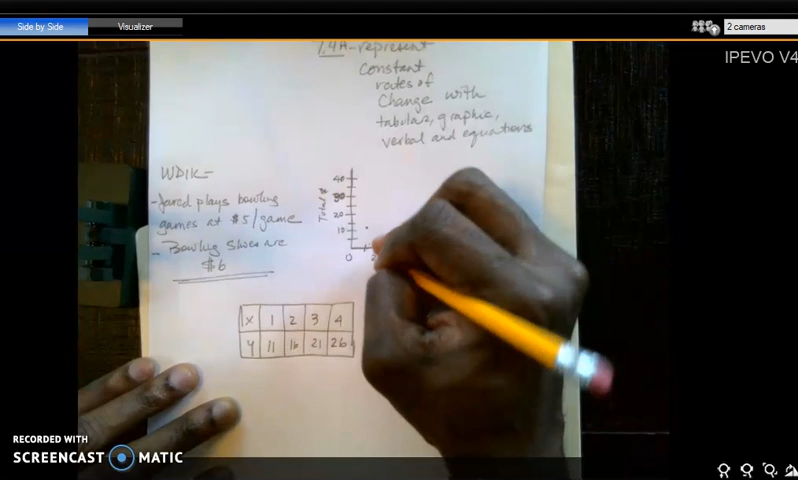 Side by Side
Visualizer
2 cameras
IPEVO V4
7.4A - represent
Constant
rates of
Change with
tabular, graphic,
verbal and equations
WDIK -
- Jared plays bowling
games at $5/game
- Bowling shoes are
$6
Total $
40
30
20
10
0
X 1 2 3 4
Y 11 16 21 26
RECORDED WITH
SCREENCAST MATIC